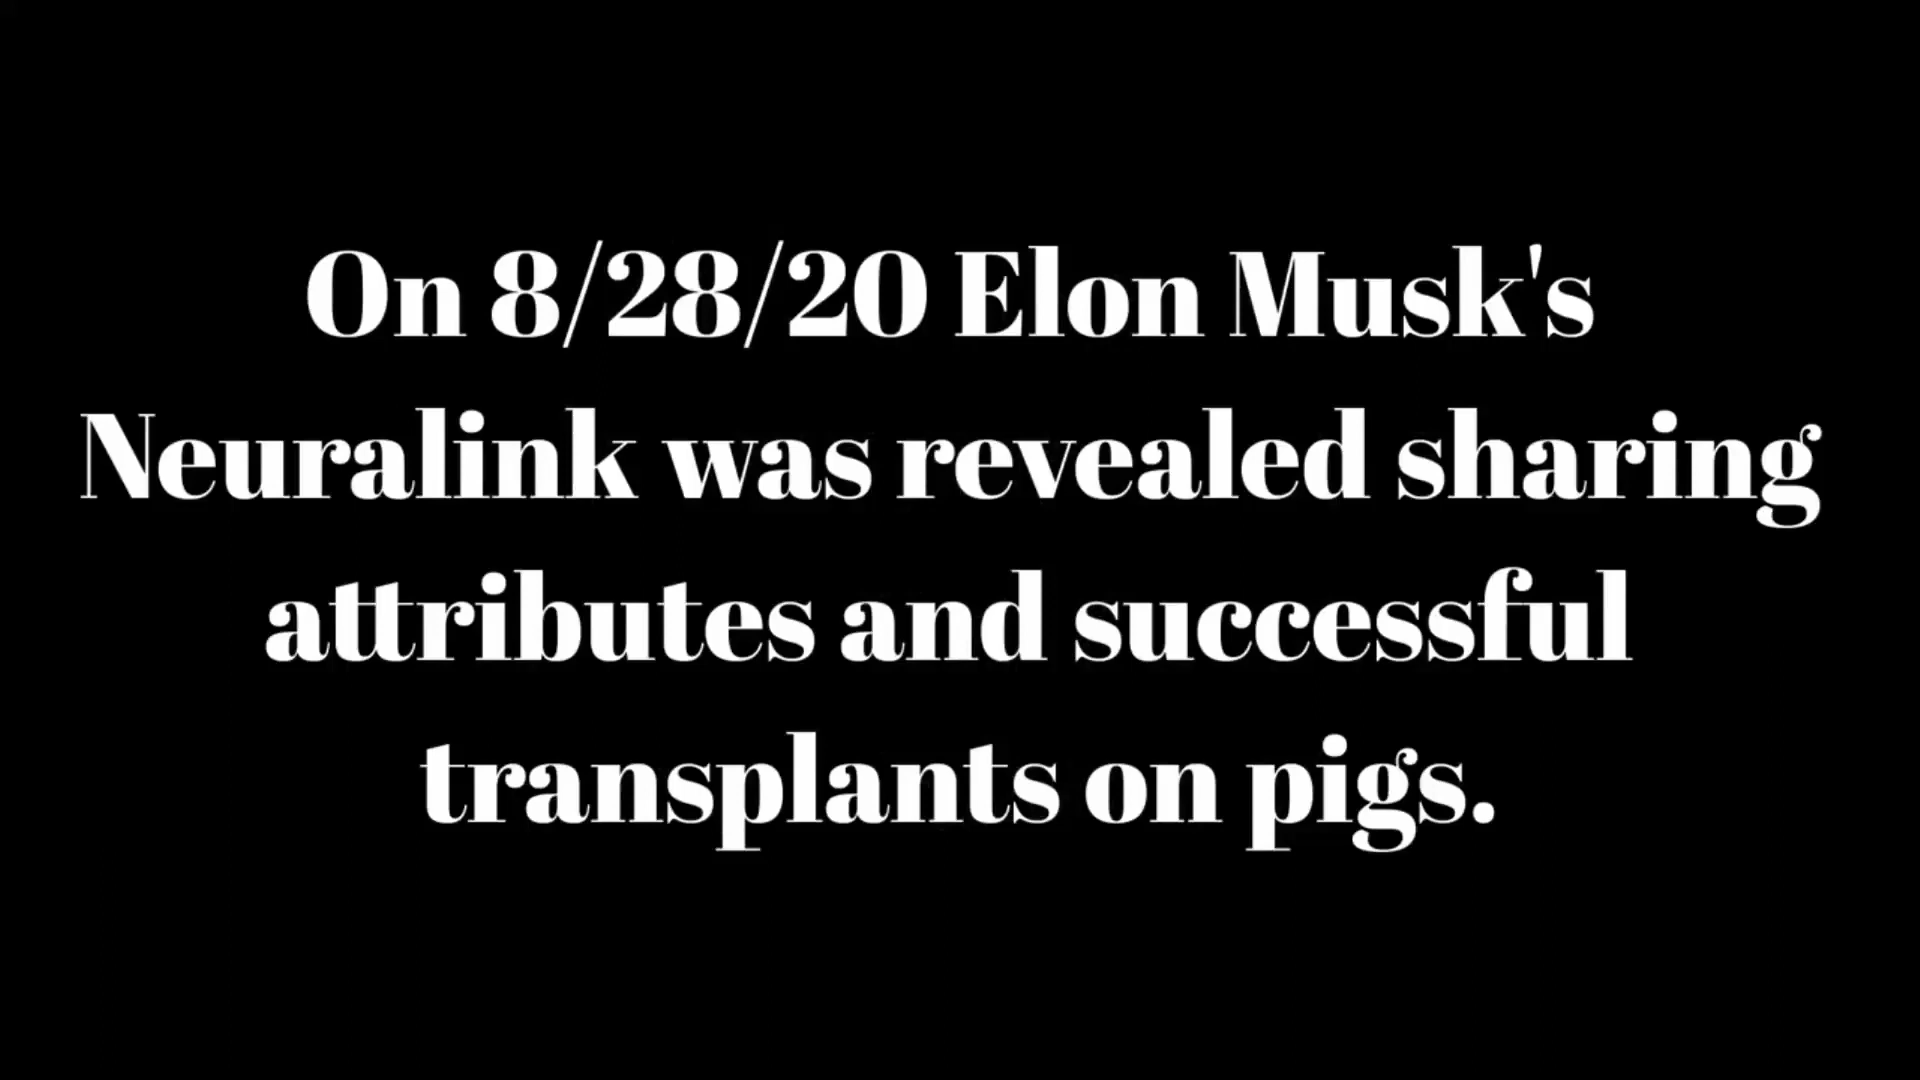 On 8/28/20 Elon Musk's
Neuralink was revealed sharing
attributes and successful
transplants on pigs.